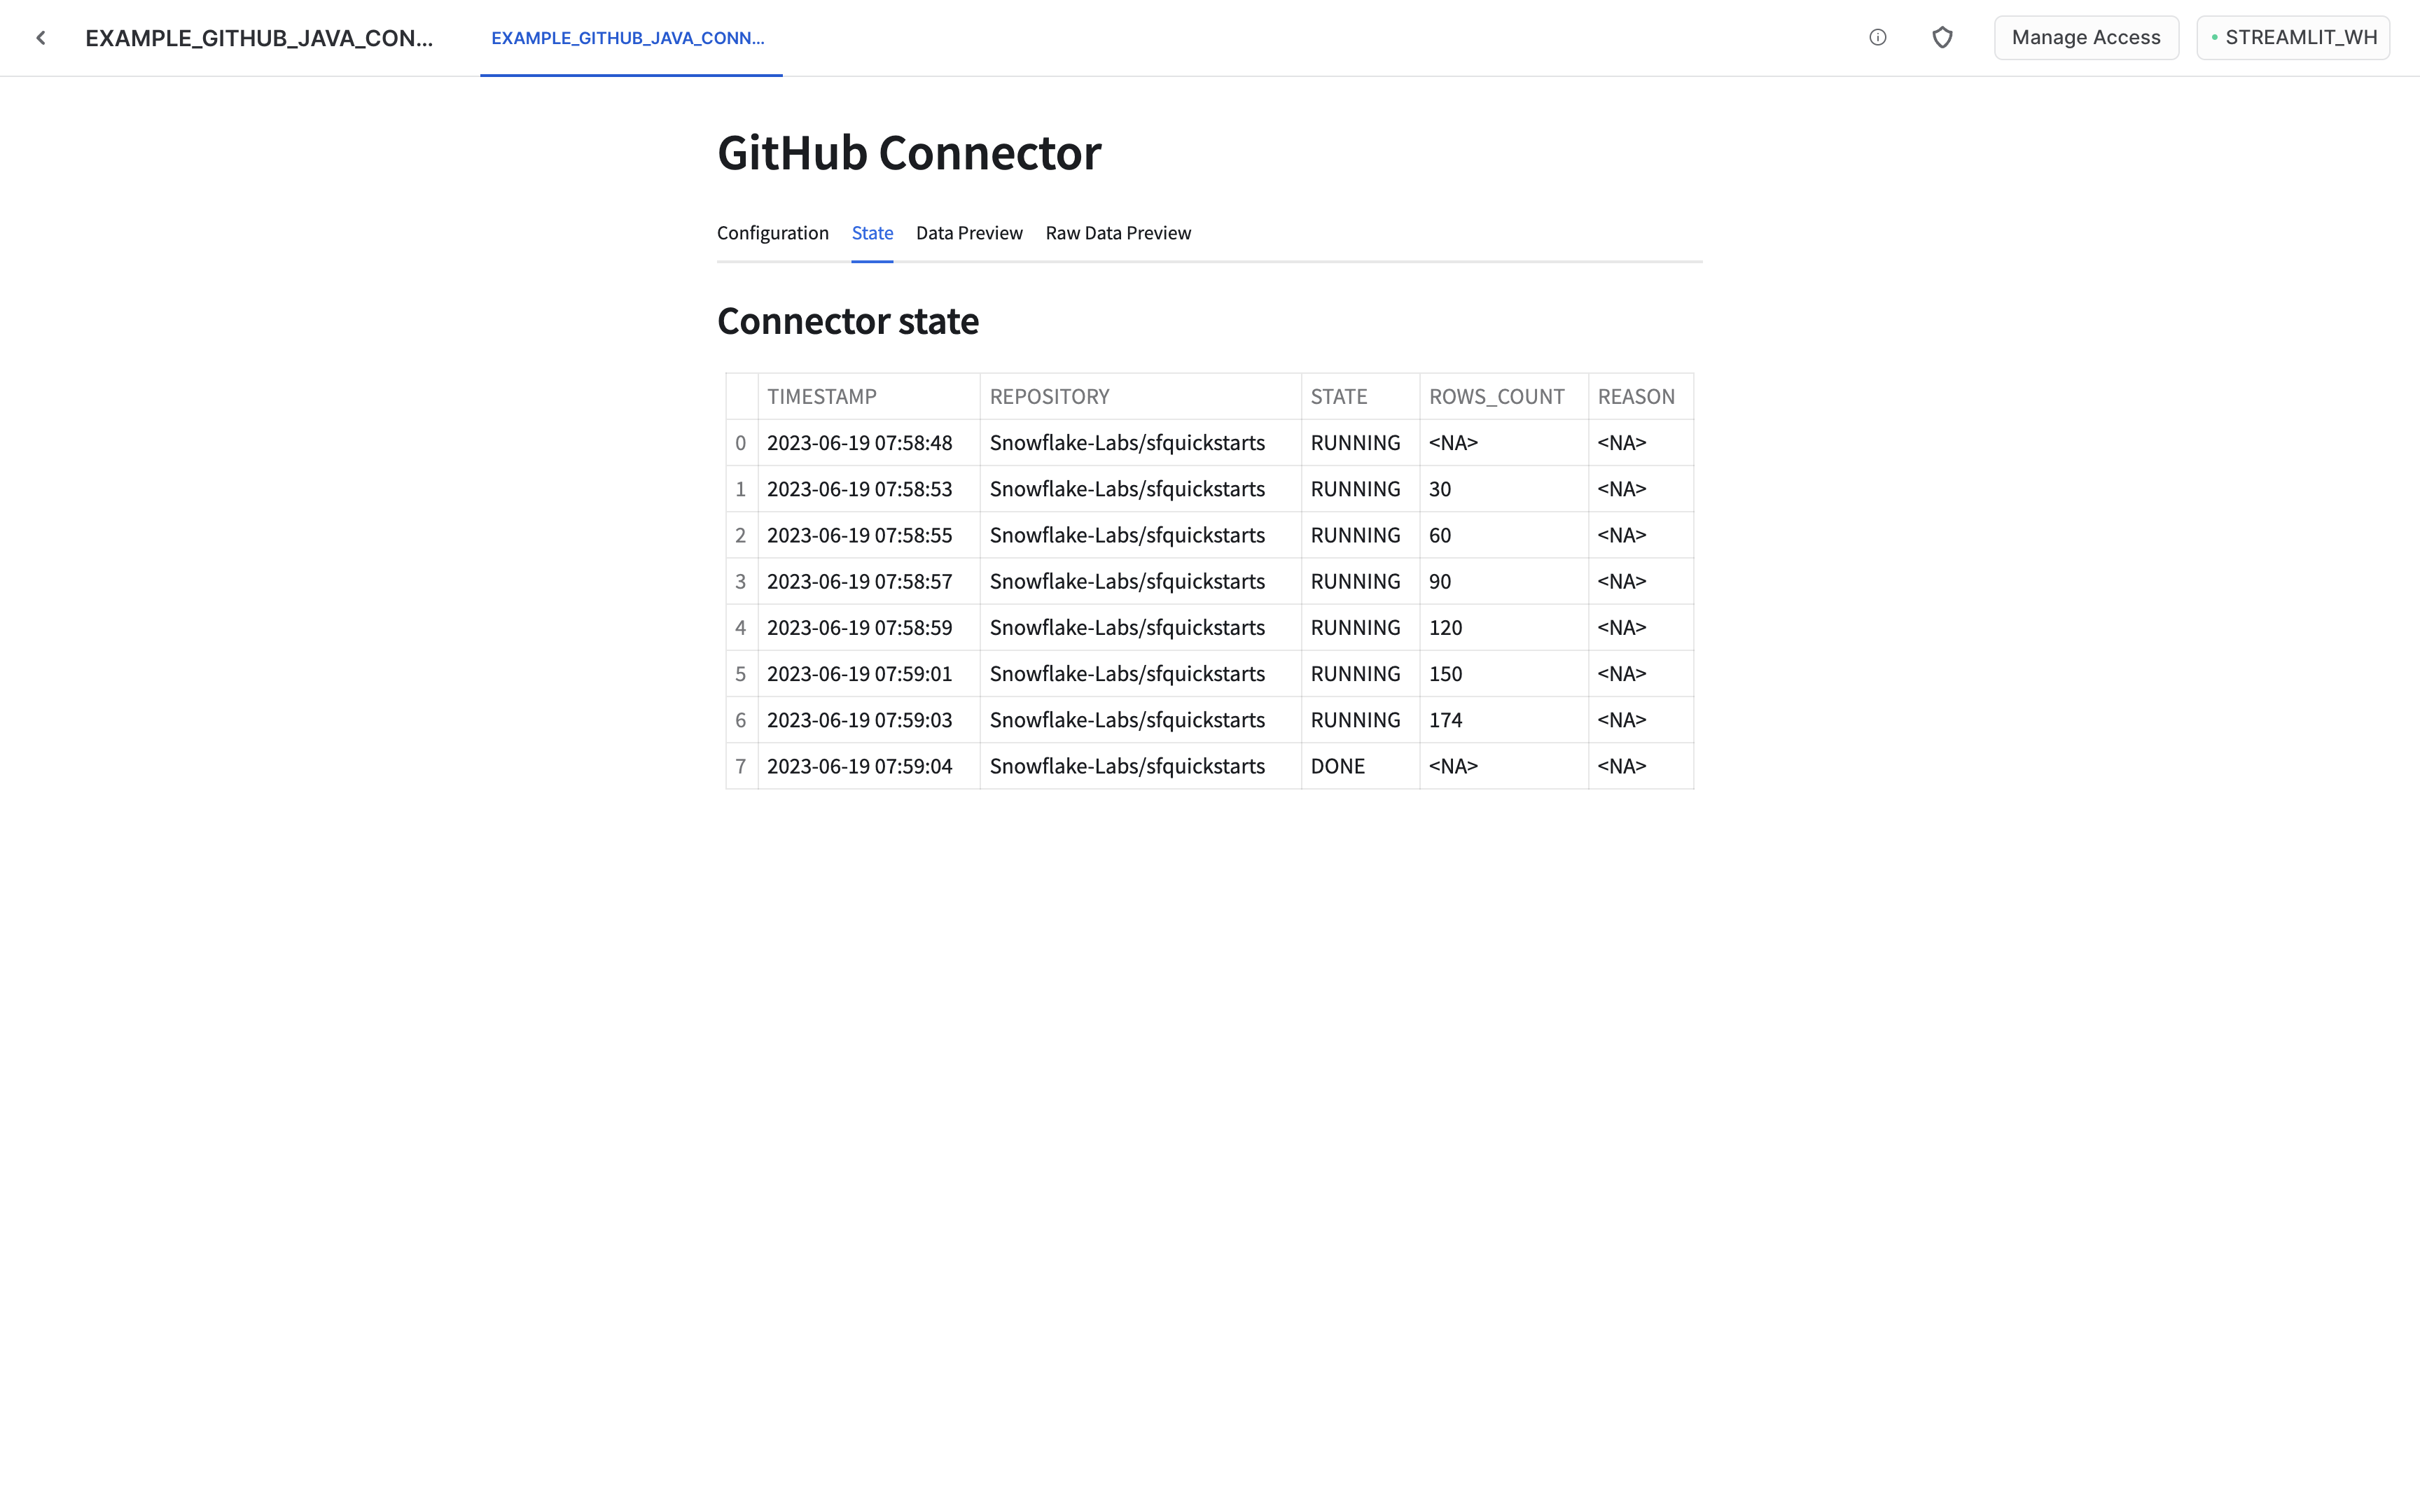 EXAMPLE_GITHUB_JAVA_CON... EXAMPLE_GITHUB_JAVA_CONN... Manage Access STREAMLIT_WH
GitHub Connector
Configuration State Data Preview Raw Data Preview
Connector state
TIMESTAMP REPOSITORY STATE ROWS_COUNT REASON
0 2023-06-19 07:58:48 Snowflake-Labs/sfquickstarts RUNNING <NA> <NA>
1 2023-06-19 07:58:53 Snowflake-Labs/sfquickstarts RUNNING 30 <NA>
2 2023-06-19 07:58:55 Snowflake-Labs/sfquickstarts RUNNING 60 <NA>
3 2023-06-19 07:58:57 Snowflake-Labs/sfquickstarts RUNNING 90 <NA>
4 2023-06-19 07:58:59 Snowflake-Labs/sfquickstarts RUNNING 120 <NA>
5 2023-06-19 07:59:01 Snowflake-Labs/sfquickstarts RUNNING 150 <NA>
6 2023-06-19 07:59:03 Snowflake-Labs/sfquickstarts RUNNING 174 <NA>
7 2023-06-19 07:59:04 Snowflake-Labs/sfquickstarts DONE <NA> <NA>